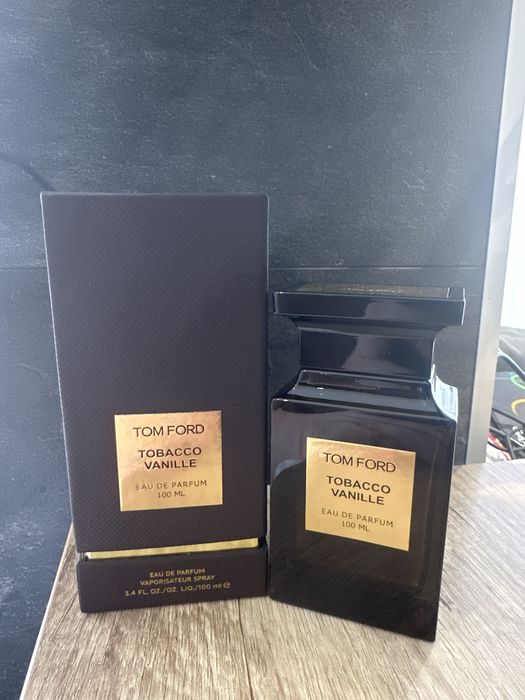 TOM FORD
TOBACCO
VANILLE
EAU DE PARFUM
100 ML
EAU DE PARFUM
VAPORISATEUR SPRAY
3.4 FL. OZ./OZ. LIQ./100 ml ℮
TOM FORD
TOBACCO
VANILLE
EAU DE PARFUM
100 ML